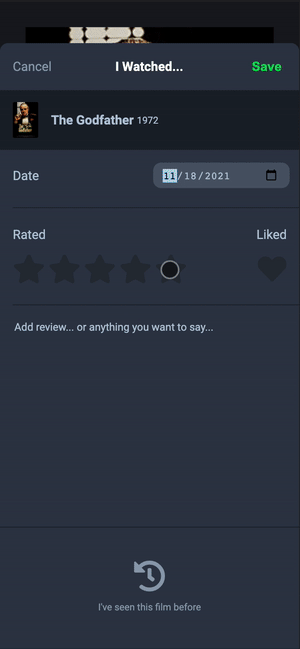 Cancel I Watched... Save
The Godfather 1972
Date 11/18/2021
Rated Liked
Add review... or anything you want to say...
I've seen this film before